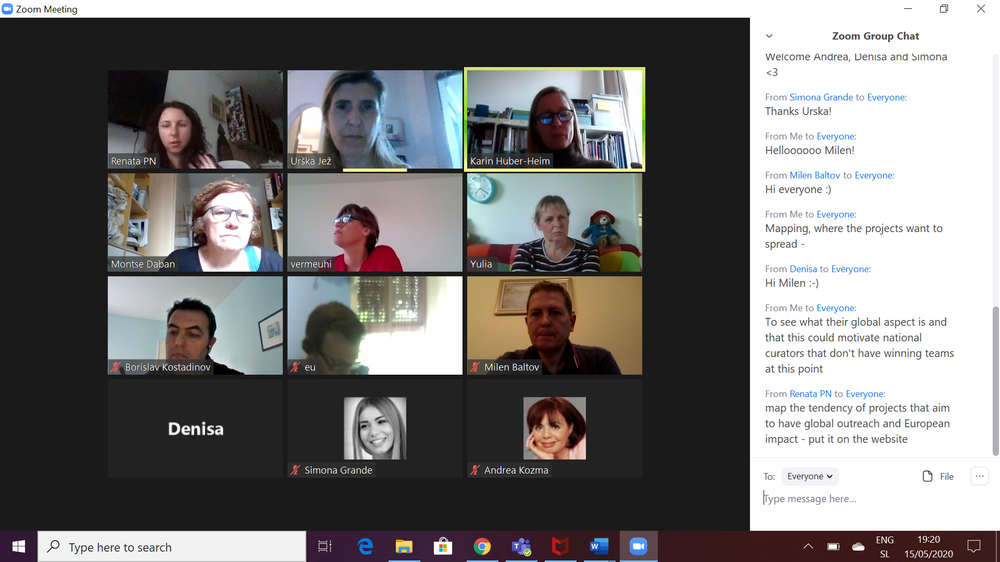 Zoom Meeting
Renata PN
Urška Jež
Karin Huber-Heim
Montse Daban
vermeuhi
Yulia
Borislav Kostadinov
eu
Milen Baltov
Denisa
Simona Grande
Andrea Kozma
Zoom Group Chat
Welcome Andrea, Denisa and Simona
<3
From Simona Grande to Everyone:
Thanks Urska!
From Me to Everyone:
Helloooooo Milen!
From Milen Baltov to Everyone:
Hi everyone :)
From Me to Everyone:
Mapping, where the projects want to
spread -
From Denisa to Everyone:
Hi Milen :-)
From Me to Everyone:
To see what their global aspect is and
that this could motivate national
curators that don't have winning teams
at this point
From Renata PN to Everyone:
map the tendency of projects that aim
to have global outreach and European
impact - put it on the website
To: Everyone File ...
Type message here...
Type here to search
ENG
SL
19:20
15/05/2020